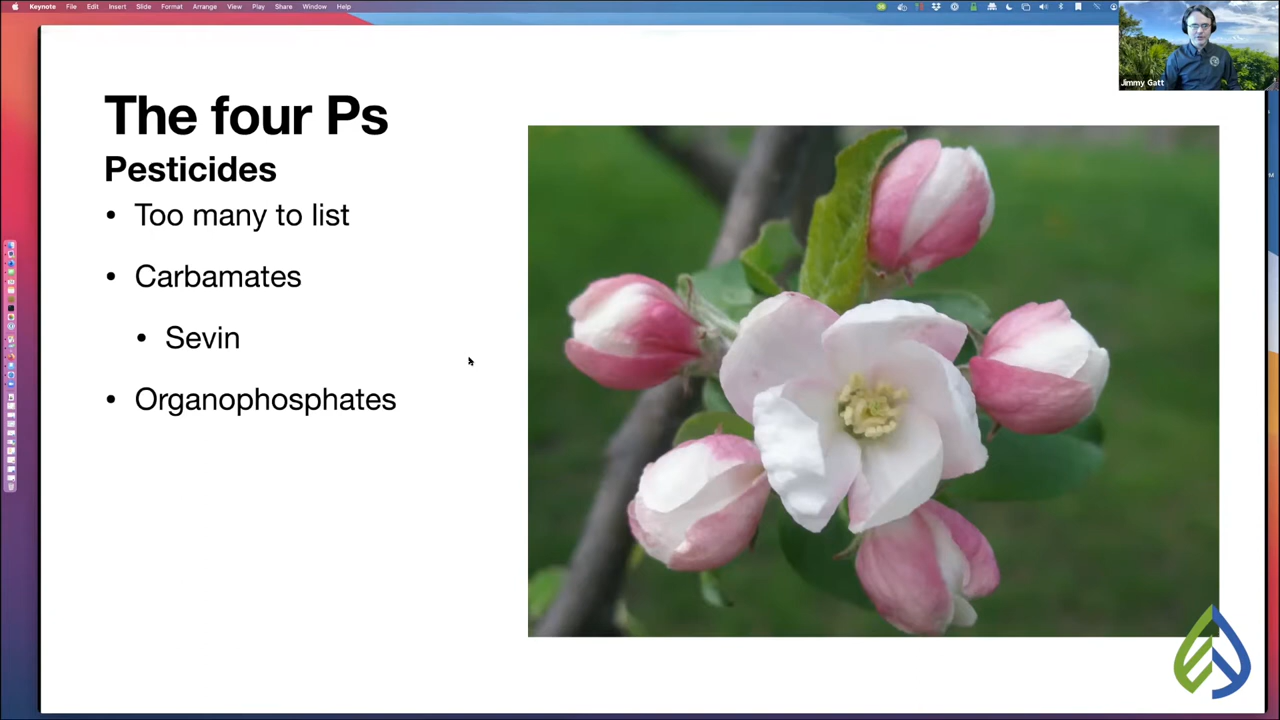 Keynote File Edit Insert Slide Format Arrange View Play Share Window Help
Jimmy Gatt
The four Ps
Pesticides
• Too many to list
• Carbamates
• Sevin
• Organophosphates